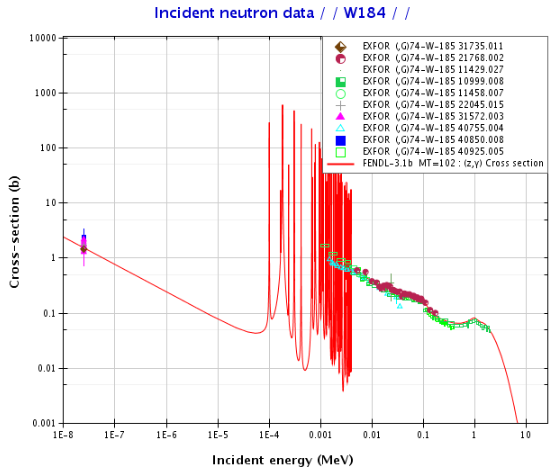 Incident neutron data / / W184 / /
10000
1000
100
10
1
0.1
0.01
0.001
Cross-section (b)
EXFOR (,G)74-W-185 31735.011
EXFOR (,G)74-W-185 21768.002
EXFOR (,G)74-W-185 11429.027
EXFOR (,G)74-W-185 10999.008
EXFOR (,G)74-W-185 11458.007
EXFOR (,G)74-W-185 22045.015
EXFOR (,G)74-W-185 31572.003
EXFOR (,G)74-W-185 40755.004
EXFOR (,G)74-W-185 40850.008
EXFOR (,G)74-W-185 40925.005
FENDL-3.1b MT=102 : (z,γ) Cross section
1E-8 1E-7 1E-6 1E-5 1E-4 0.001 0.01 0.1 1 10
Incident energy (MeV)